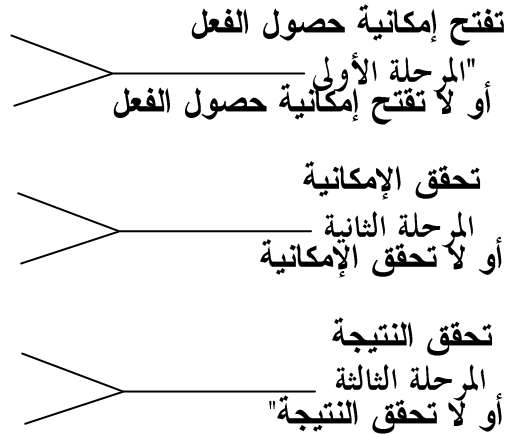 تفتح إمكانية حصول الفعل
"المرحلة الأولى
أو لا تفتح إمكانية حصول الفعل
تحقق الإمكانية
المرحلة الثانية
أو لا تحقق الإمكانية
تحقق النتيجة
المرحلة الثالثة
أو لا تحقق النتيجة"